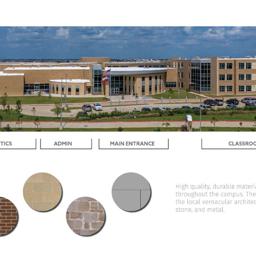 TICS
ADMIN
MAIN ENTRANCE
CLASSROO
High quality, durable materia
throughout the campus. The
the local vernacular architec
stone, and metal.